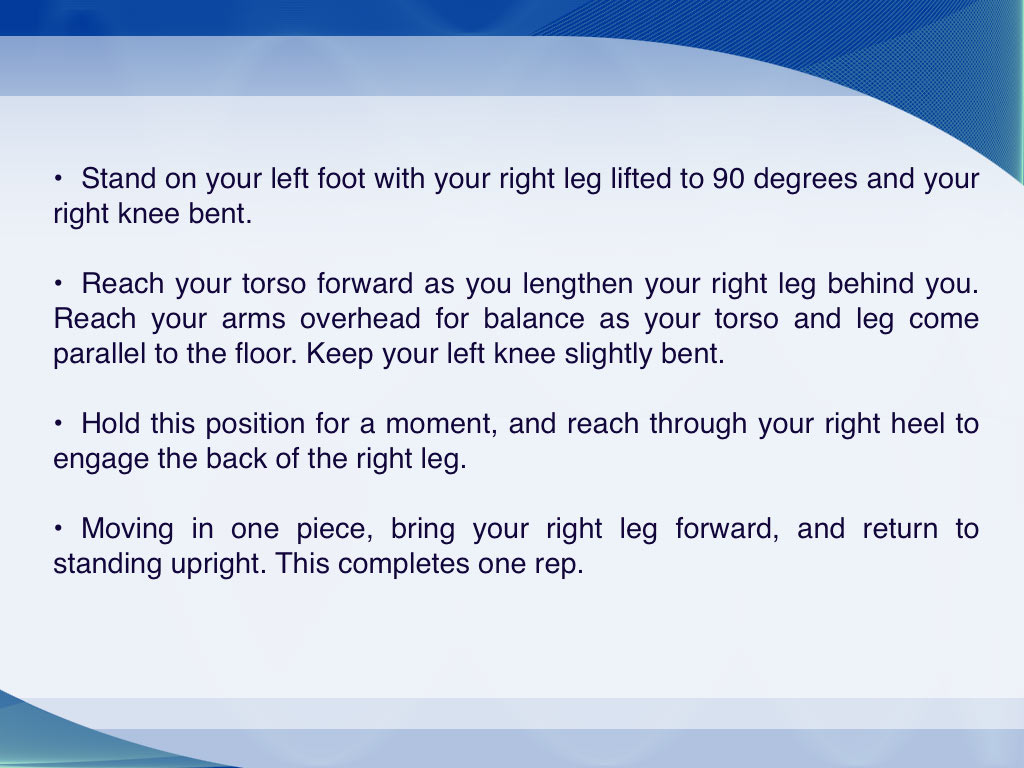 • Stand on your left foot with your right leg lifted to 90 degrees and your
right knee bent.
• Reach your torso forward as you lengthen your right leg behind you.
Reach your arms overhead for balance as your torso and leg come
parallel to the floor. Keep your left knee slightly bent.
• Hold this position for a moment, and reach through your right heel to
engage the back of the right leg.
• Moving in one piece, bring your right leg forward, and return to
standing upright. This completes one rep.